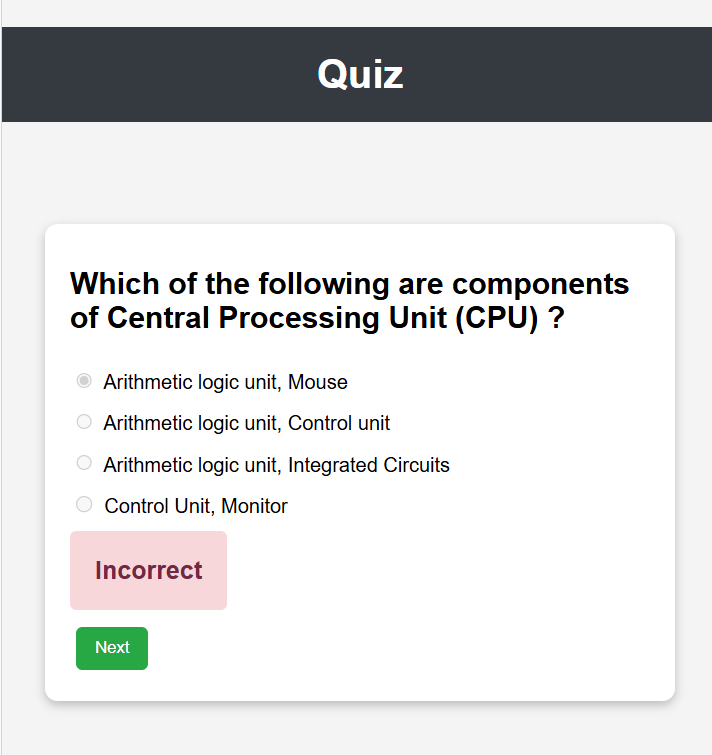 Quiz
Which of the following are components
of Central Processing Unit (CPU) ?
Arithmetic logic unit, Mouse
Arithmetic logic unit, Control unit
Arithmetic logic unit, Integrated Circuits
Control Unit, Monitor
Incorrect
Next